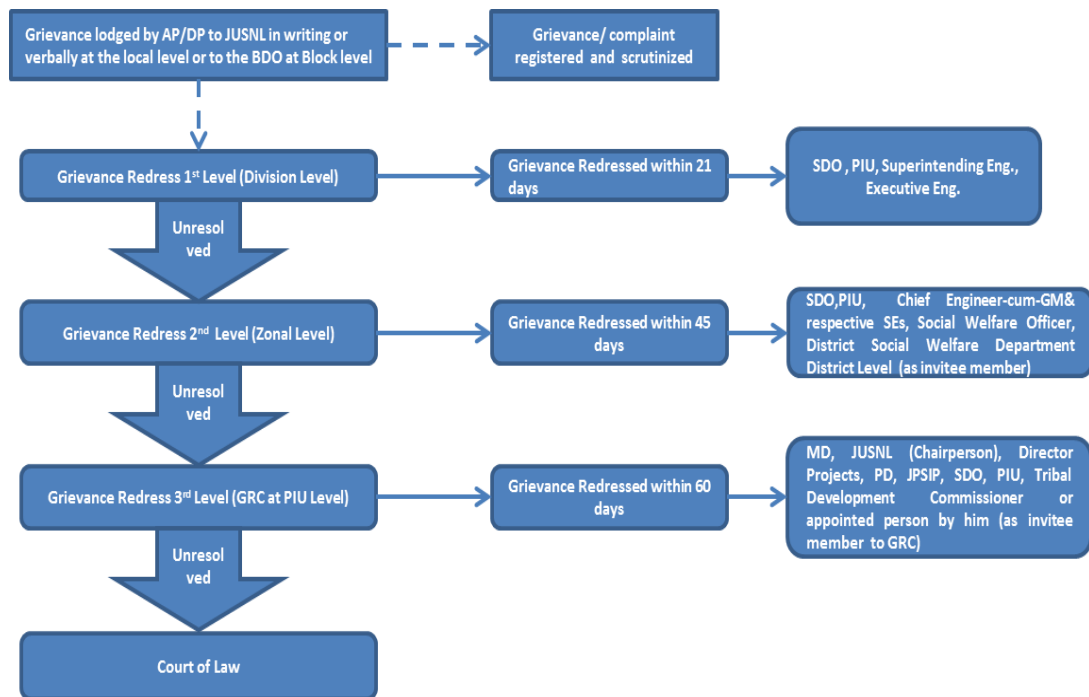 Grievance lodged by AP/DP to JUSNL in writing or
verbally at the local level or to the BDO at Block level
Grievance/ complaint
registered and scrutinized
Grievance Redress 1st Level (Division Level)
Grievance Redressed within 21
days
SDO , PIU, Superintending Eng.,
Executive Eng.
Unresol
ved
Grievance Redress 2nd Level (Zonal Level)
Grievance Redressed within 45
days
SDO,PIU, Chief Engineer-cum-GM&
respective SEs, Social Welfare Officer,
District Social Welfare Department
District Level (as invitee member)
Unresol
ved
Grievance Redress 3rd Level (GRC at PIU Level)
Grievance Redressed within 60
days
MD, JUSNL (Chairperson), Director
Projects, PD, JPSIP, SDO, PIU, Tribal
Development Commissioner or
appointed person by him (as invitee
member to GRC)
Unresol
ved
Court of Law